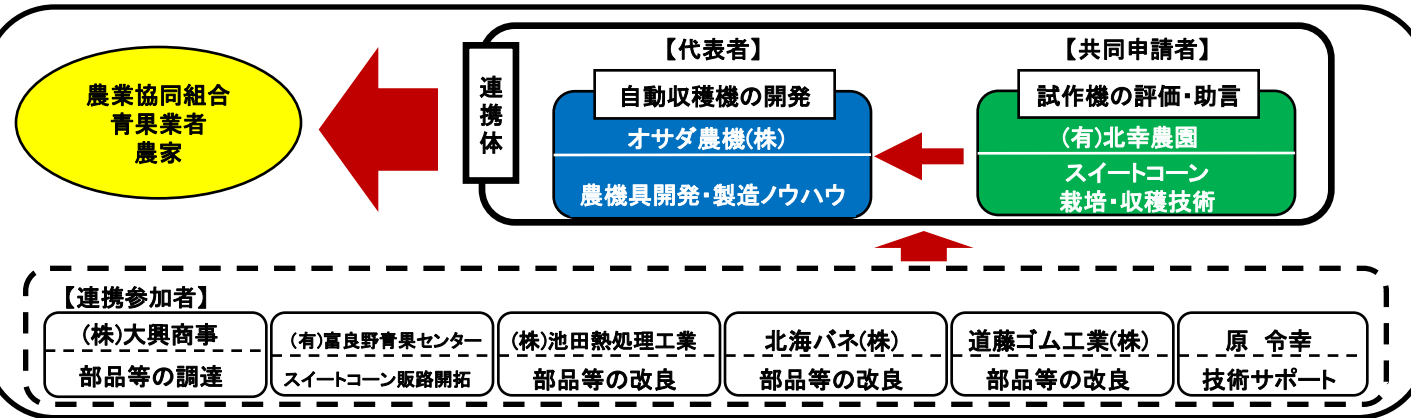 農業協同組合
青果業者
農家
連携体
【代表者】
自動収穫機の開発
オサダ農機(株)
農機具開発・製造ノウハウ
【共同申請者】
試作機の評価・助言
(有)北幸農園
スイートコーン
栽培・収穫技術
【連携参加者】
(株)大興商事
部品等の調達
(有)富良野青果センター
スイートコーン販路開拓
(株)池田熱処理工業
部品等の改良
北海バネ(株)
部品等の改良
道藤ゴム工業(株)
部品等の改良
原 令幸
技術サポート